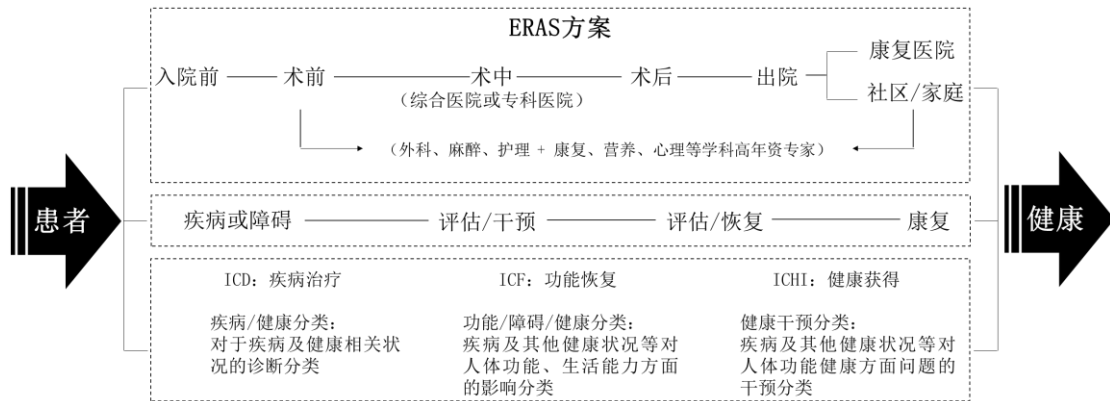 ERAS方案
康复医院
入院前 术前 术中 术后 出院
(综合医院或专科医院)
社区/家庭
(外科、麻醉、护理 + 康复、营养、心理等学科高年资专家)
患者
疾病或障碍 评估/干预 评估/恢复 康复
健康
ICD: 疾病治疗
疾病/健康分类:
对于疾病及健康相关状
况的诊断分类
ICF: 功能恢复
功能/障碍/健康分类:
疾病及其他健康状况等对
人体功能、生活能力方面
的影响分类
ICHI: 健康获得
健康干预分类:
疾病及其他健康状况等对
人体功能健康方面问题的
干预分类